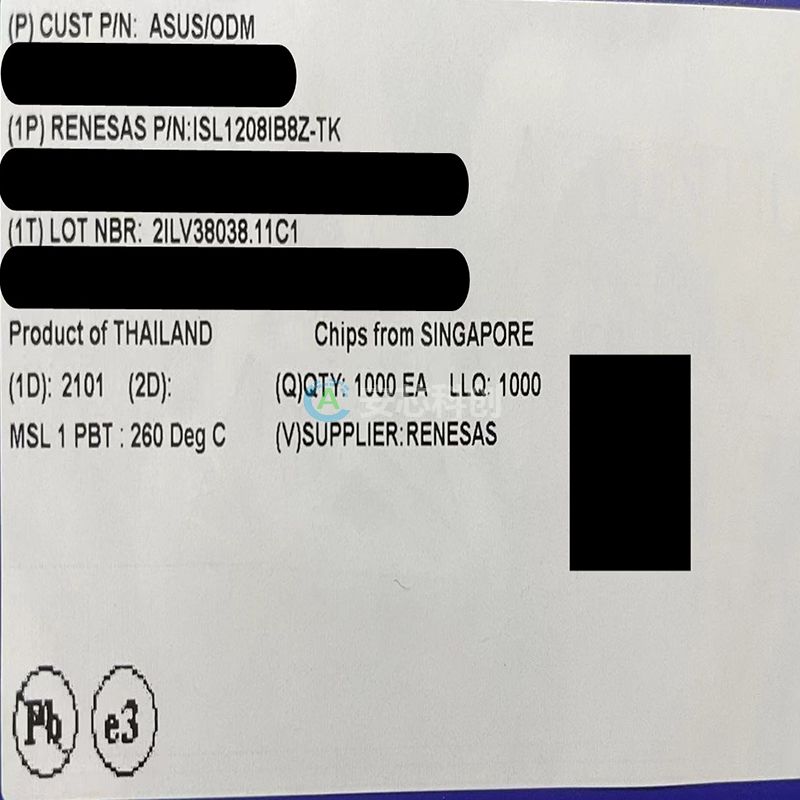 (P) CUST P/N: ASUS/ODM
(1P) RENESAS P/N:ISL1208IB8Z-TK
(1T) LOT NBR: 2ILV38038.11C1
Product of THAILAND Chips from SINGAPORE
(1D): 2101 (2D): (Q)QTY: 1000 EA LLQ: 1000
安芯科创
MSL 1 PBT : 260 Deg C (V)SUPPLIER:RENESAS
Pb e3